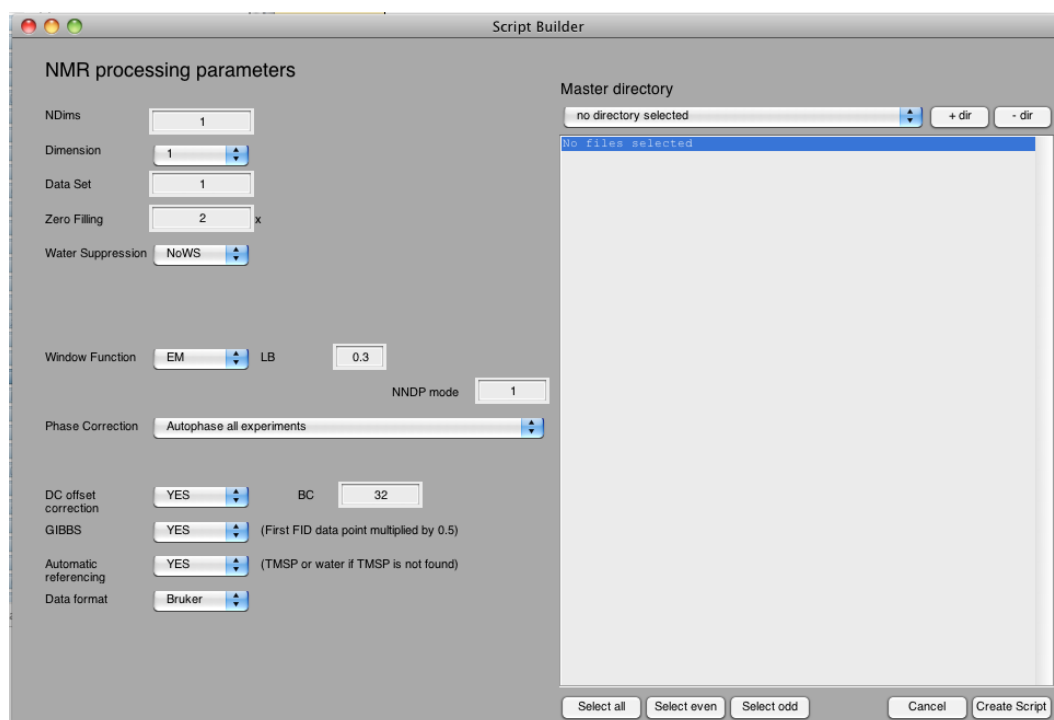 Script Builder
NMR processing parameters
NDims 1
Dimension 1
Data Set 1
Zero Filling 2 x
Water Suppression NoWS
Window Function EM LB 0.3
NNDP mode 1
Phase Correction Autophase all experiments
DC offset
correction YES BC 32
GIBBS YES (First FID data point multiplied by 0.5)
Automatic
referencing YES (TMSP or water if TMSP is not found)
Data format Bruker
Master directory
no directory selected + dir - dir
No files selected
Select all Select even Select odd Cancel Create Script